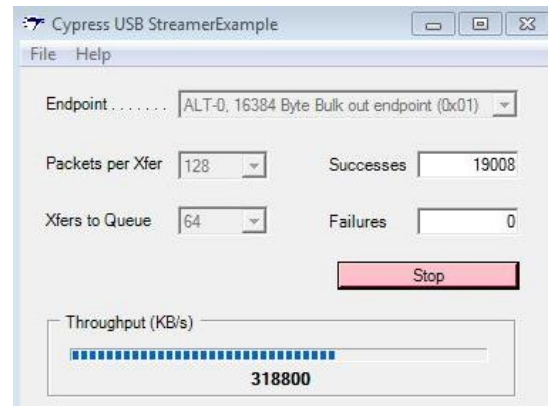 Cypress USB StreamerExample
File Help
Endpoint . . . . . . . ALT-0, 16384 Byte Bulk out endpoint (0x01)
Packets per Xfer 128 Successes 19008
Xfers to Queue 64 Failures 0
Stop
Throughput (KB/s)
318800